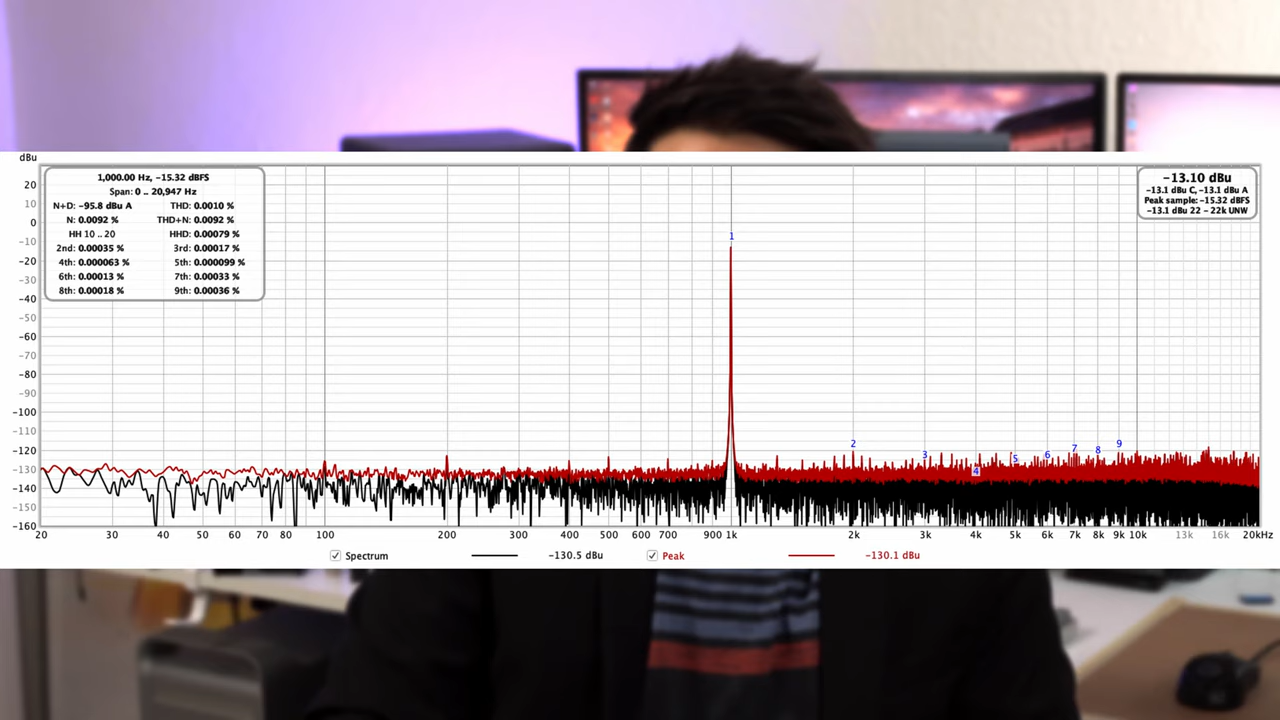 dBu
1,000.00 Hz, -15.32 dBFS
Span: 0 .. 20,947 Hz
N+D: -95.8 dBu A THD: 0.0010 %
N: 0.0092 % THD+N: 0.0092 %
HH 10 .. 20 HHD: 0.00079 %
2nd: 0.00035 % 3rd: 0.00017 %
4th: 0.000063 % 5th: 0.000099 %
6th: 0.00013 % 7th: 0.00033 %
8th: 0.00018 % 9th: 0.00036 %
-13.10 dBu
-13.1 dBu C, -13.1 dBu A
Peak sample: -15.32 dBFS
-13.1 dBu 22 - 22k UNW
20
10
0
-10
-20
-30
-40
-50
-60
-70
-80
-90
-100
-110
-120
-130
-140
-150
-160
1
2
3
4
5
6
7
8
9
20 30 40 50 60 70 80 100 200 300 400 500 600 700 900 1k 2k 3k 4k 5k 6k 7k 8k 9k 10k 13k 16k 20kHz
Spectrum -130.5 dBu Peak -130.1 dBu